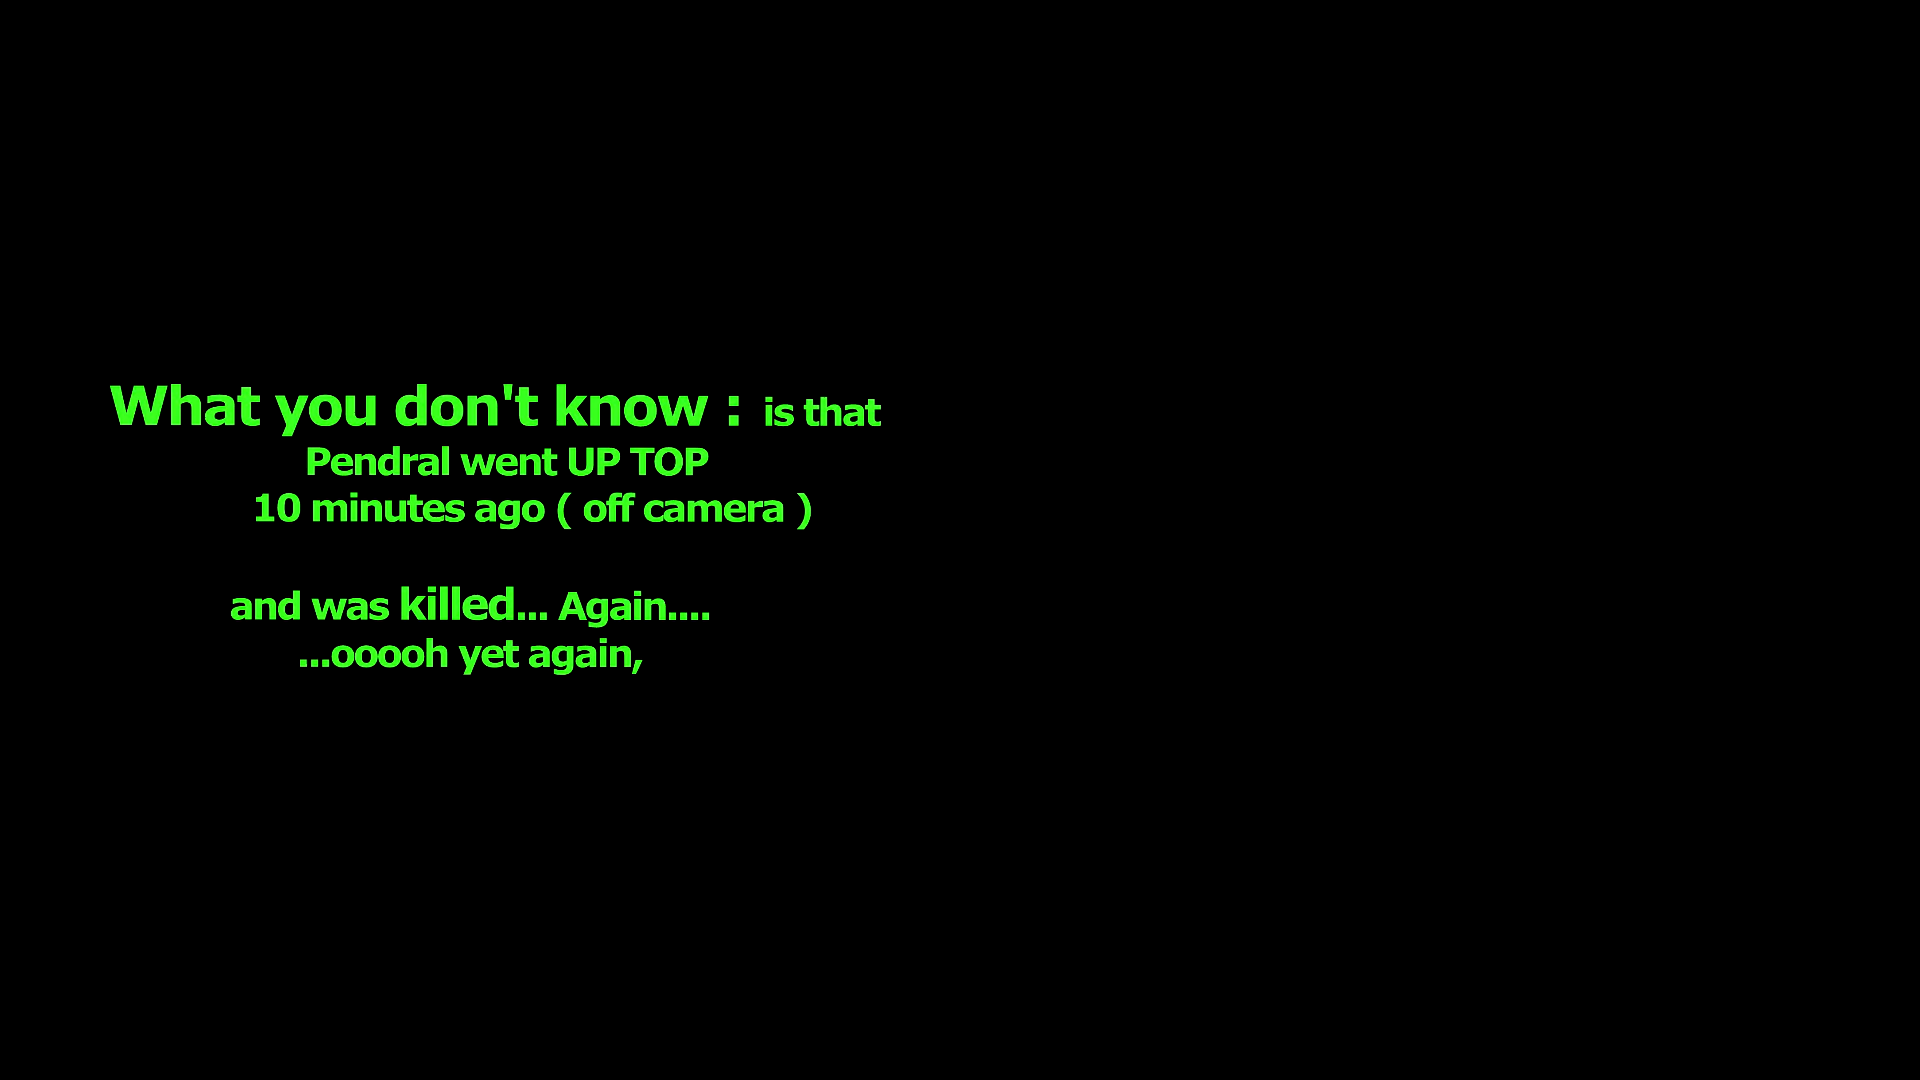 What you don't know : is that
Pendral went UP TOP
10 minutes ago ( off camera )
and was killed... Again....
...ooooh yet again,